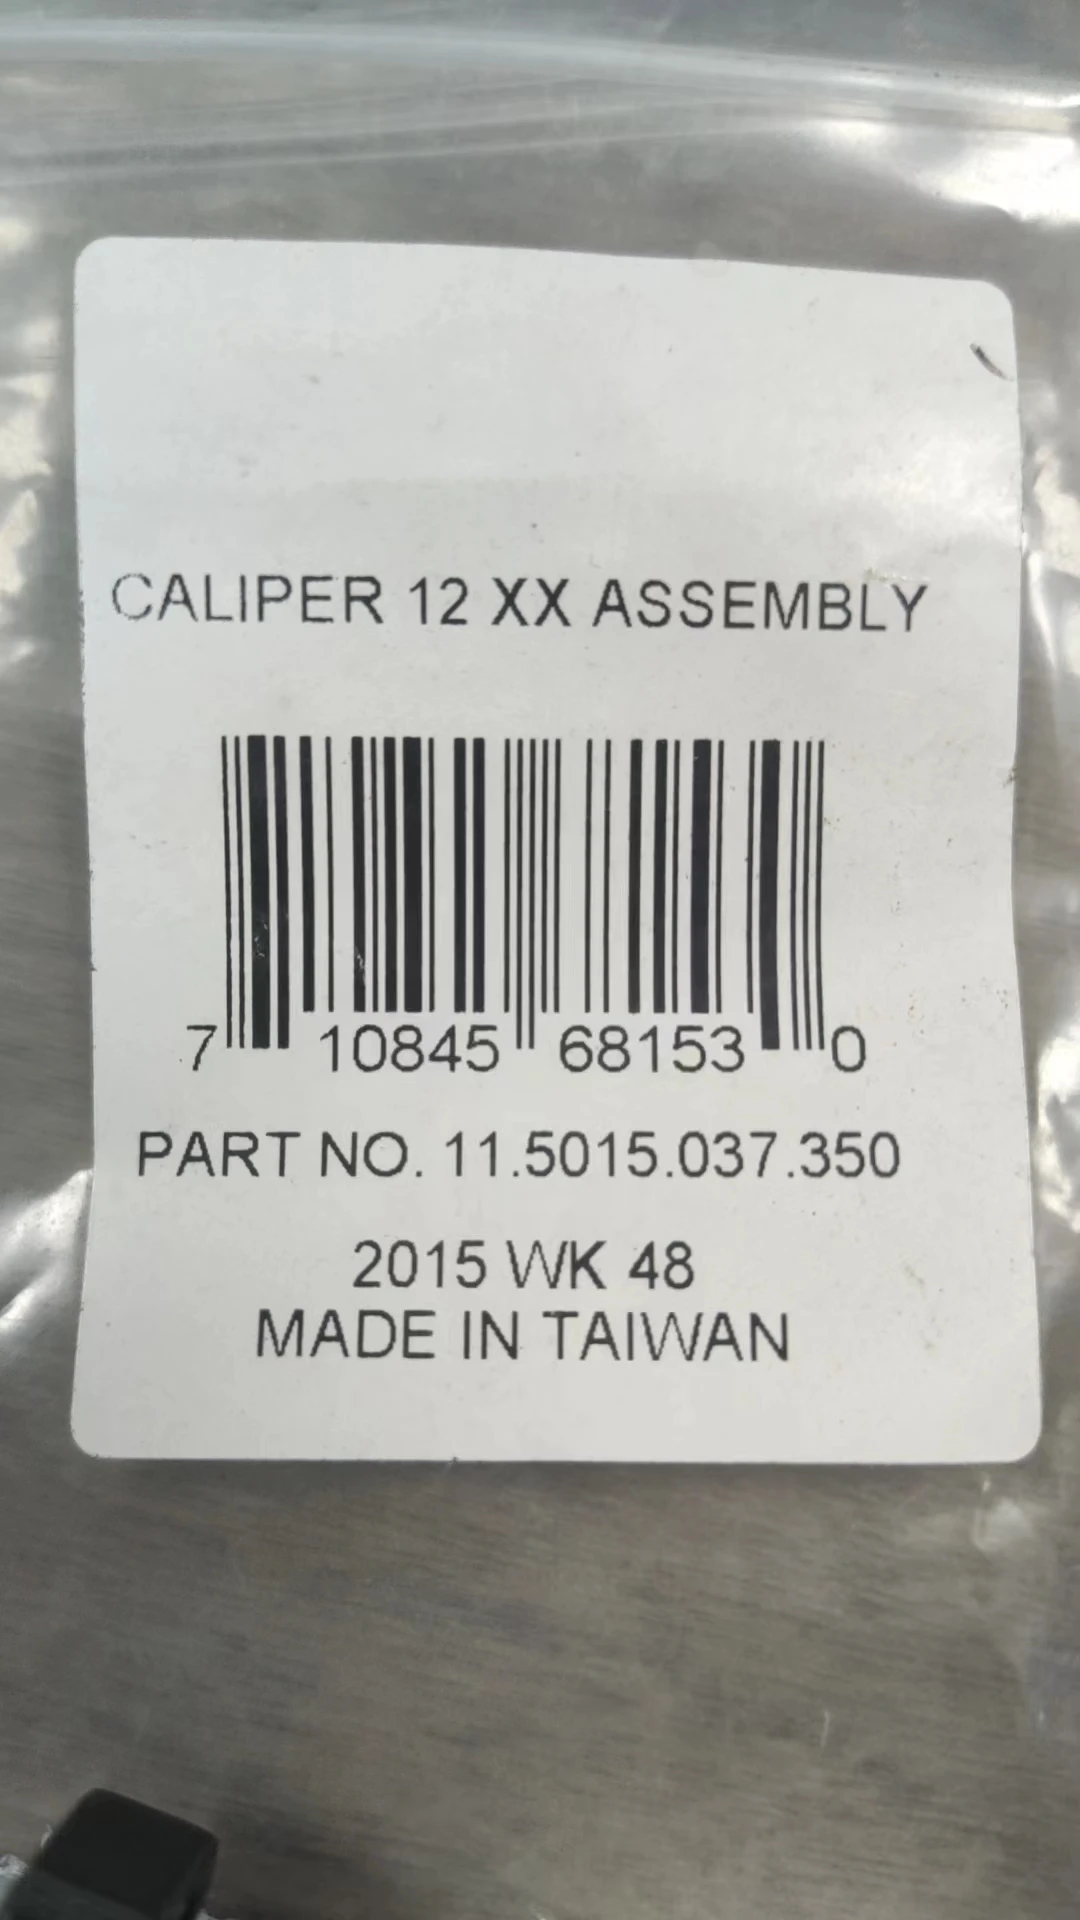 CALIPER 12 XX ASSEMBLY
7 10845 68153 0
PART NO. 11.5015.037.350
2015 WK 48
MADE IN TAIWAN